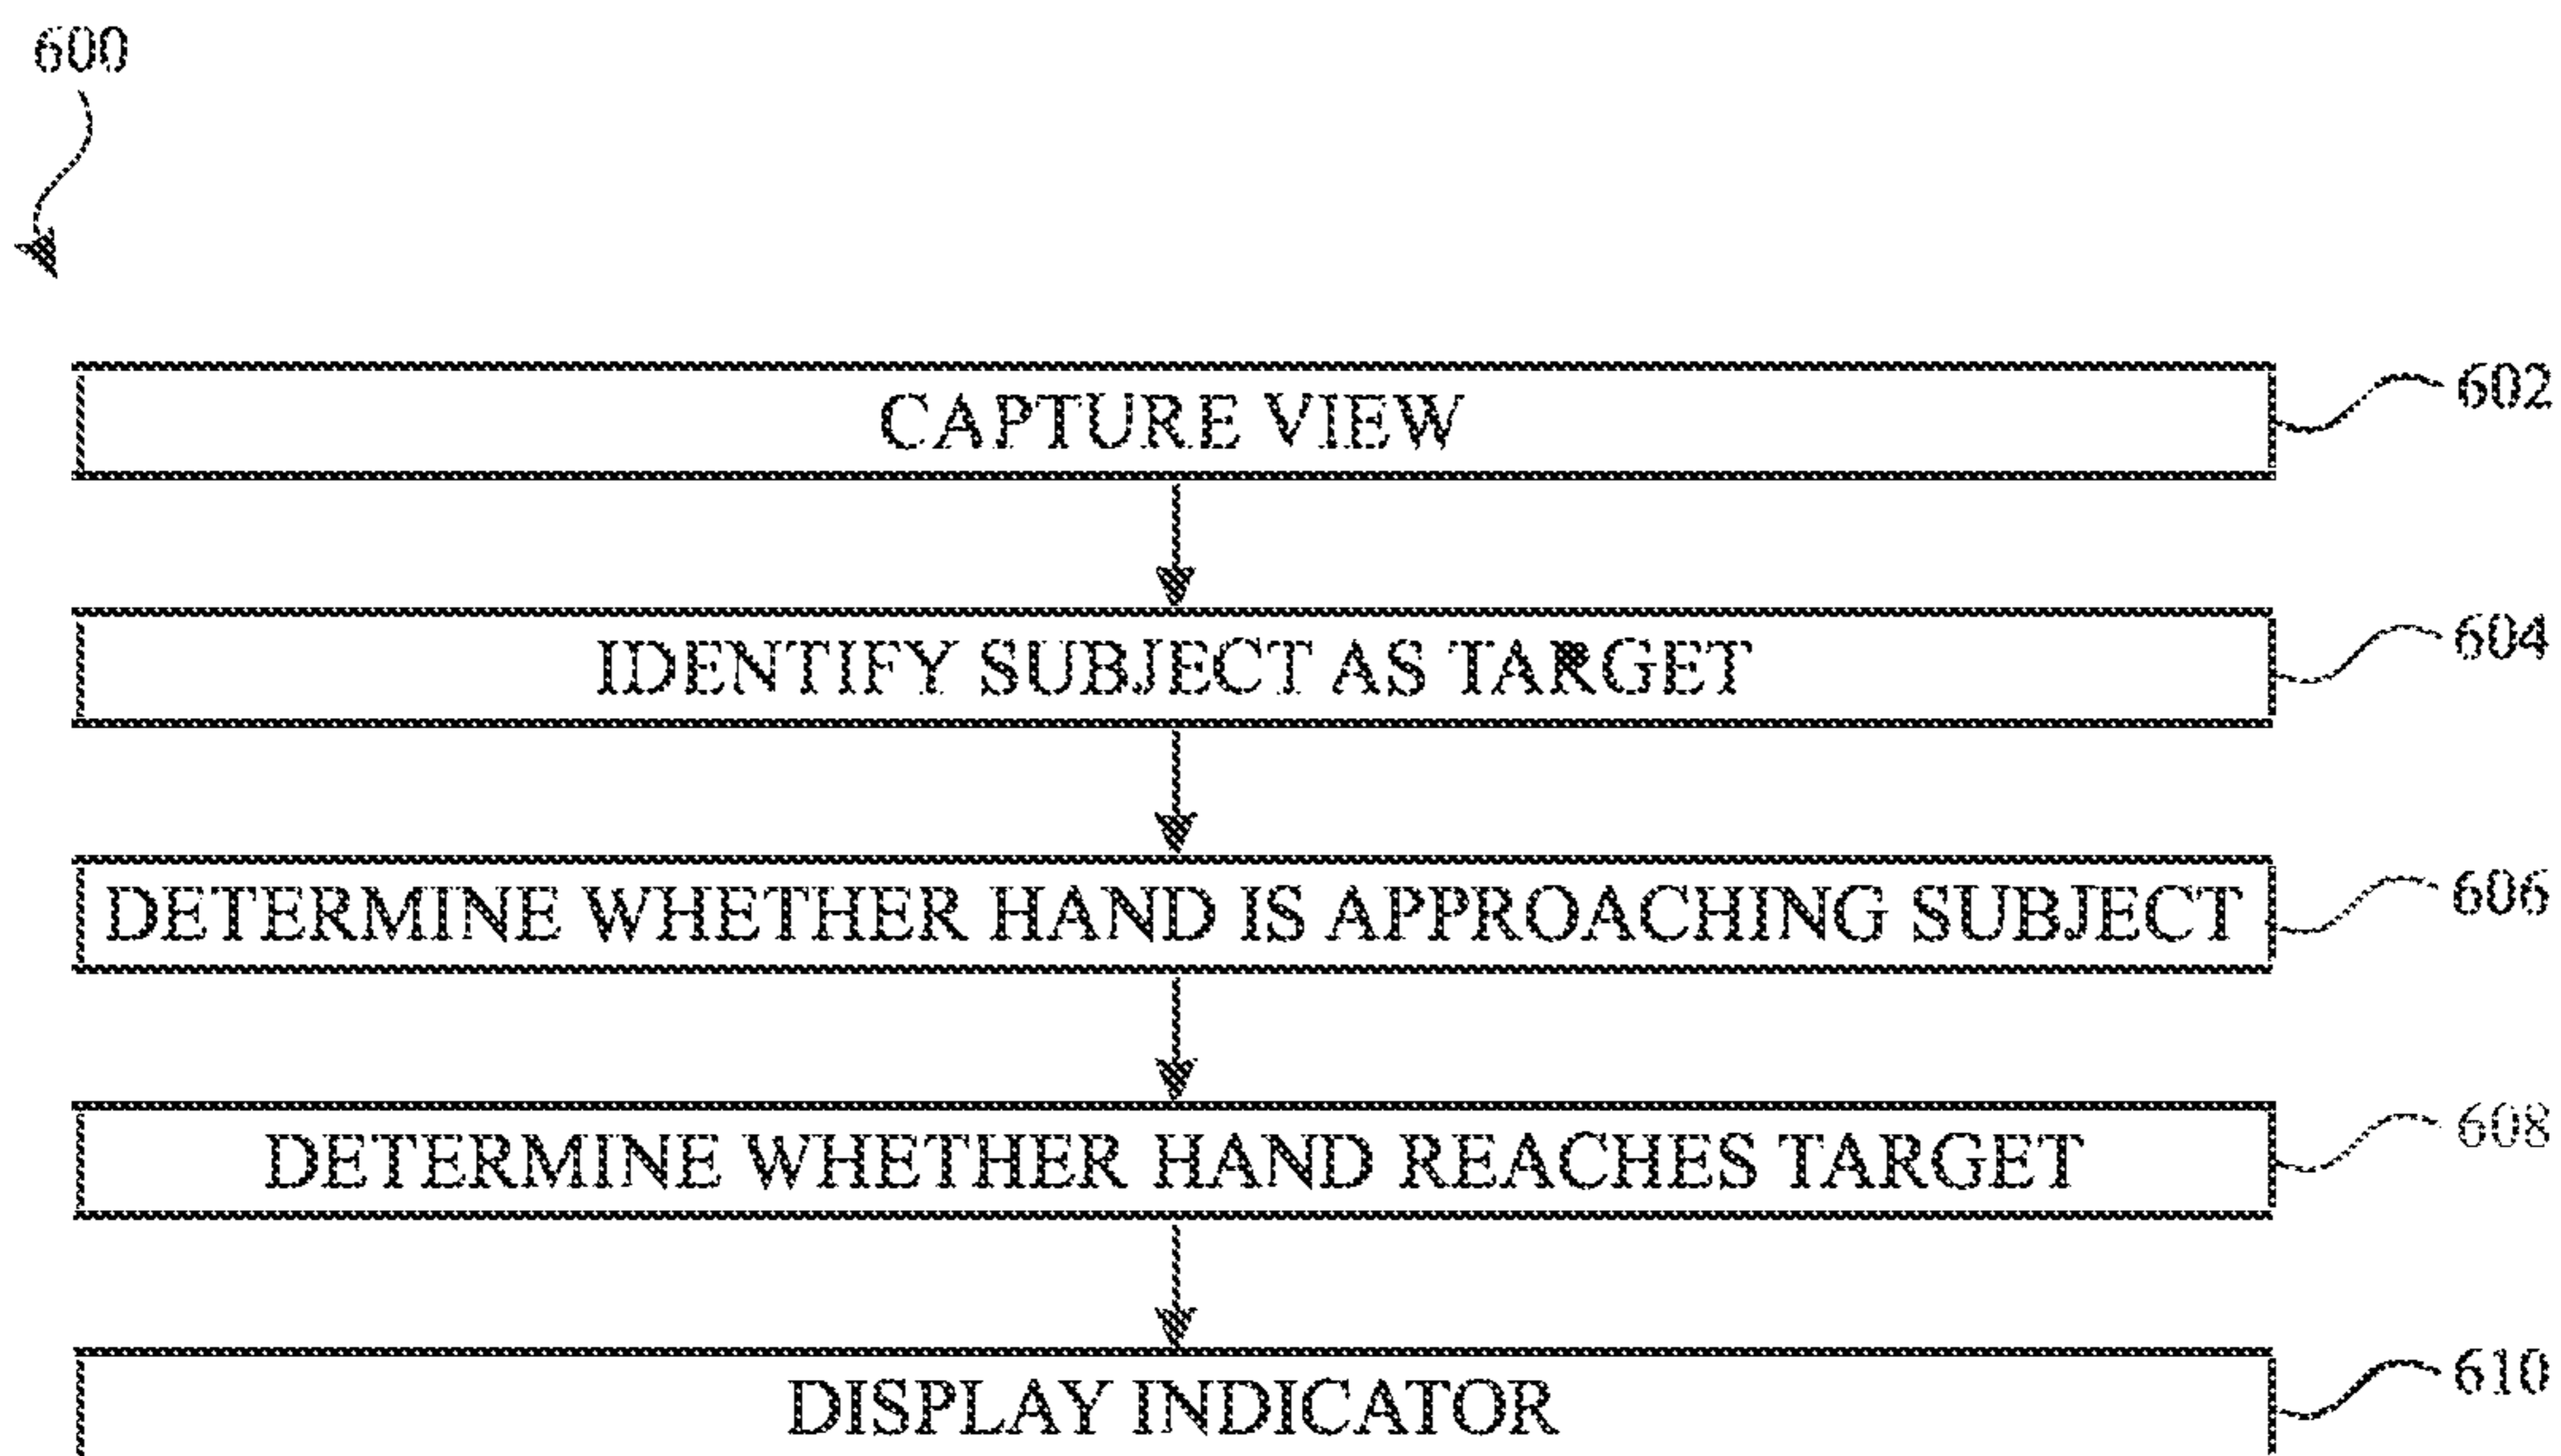 600
CAPTURE VIEW 602
IDENTIFY SUBJECT AS TARGET 604
DETERMINE WHETHER HAND IS APPROACHING SUBJECT 606
DETERMINE WHETHER HAND REACHES TARGET 608
DISPLAY INDICATOR 610